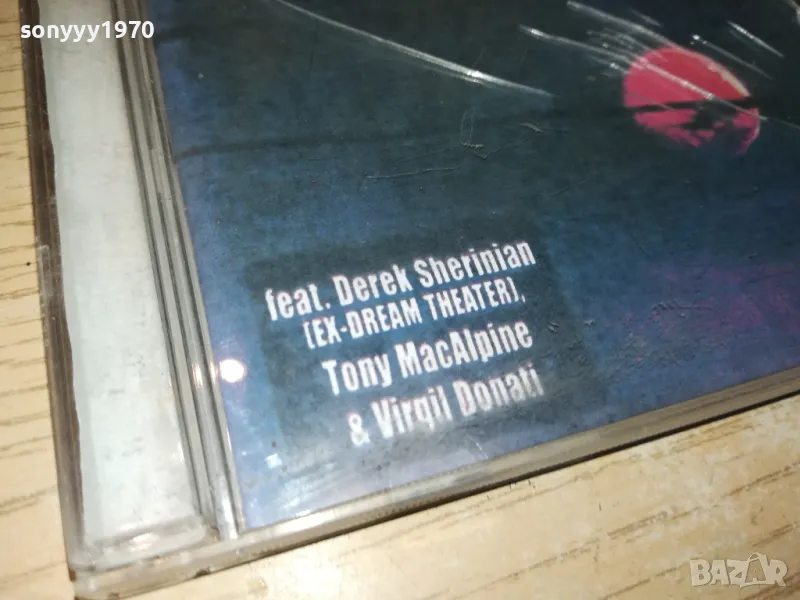 sonyyy1970
feat. Derek Sherinian
(EX-DREAM THEATER),
Tony MacAlpine
& Virgil Donati
BAZAR